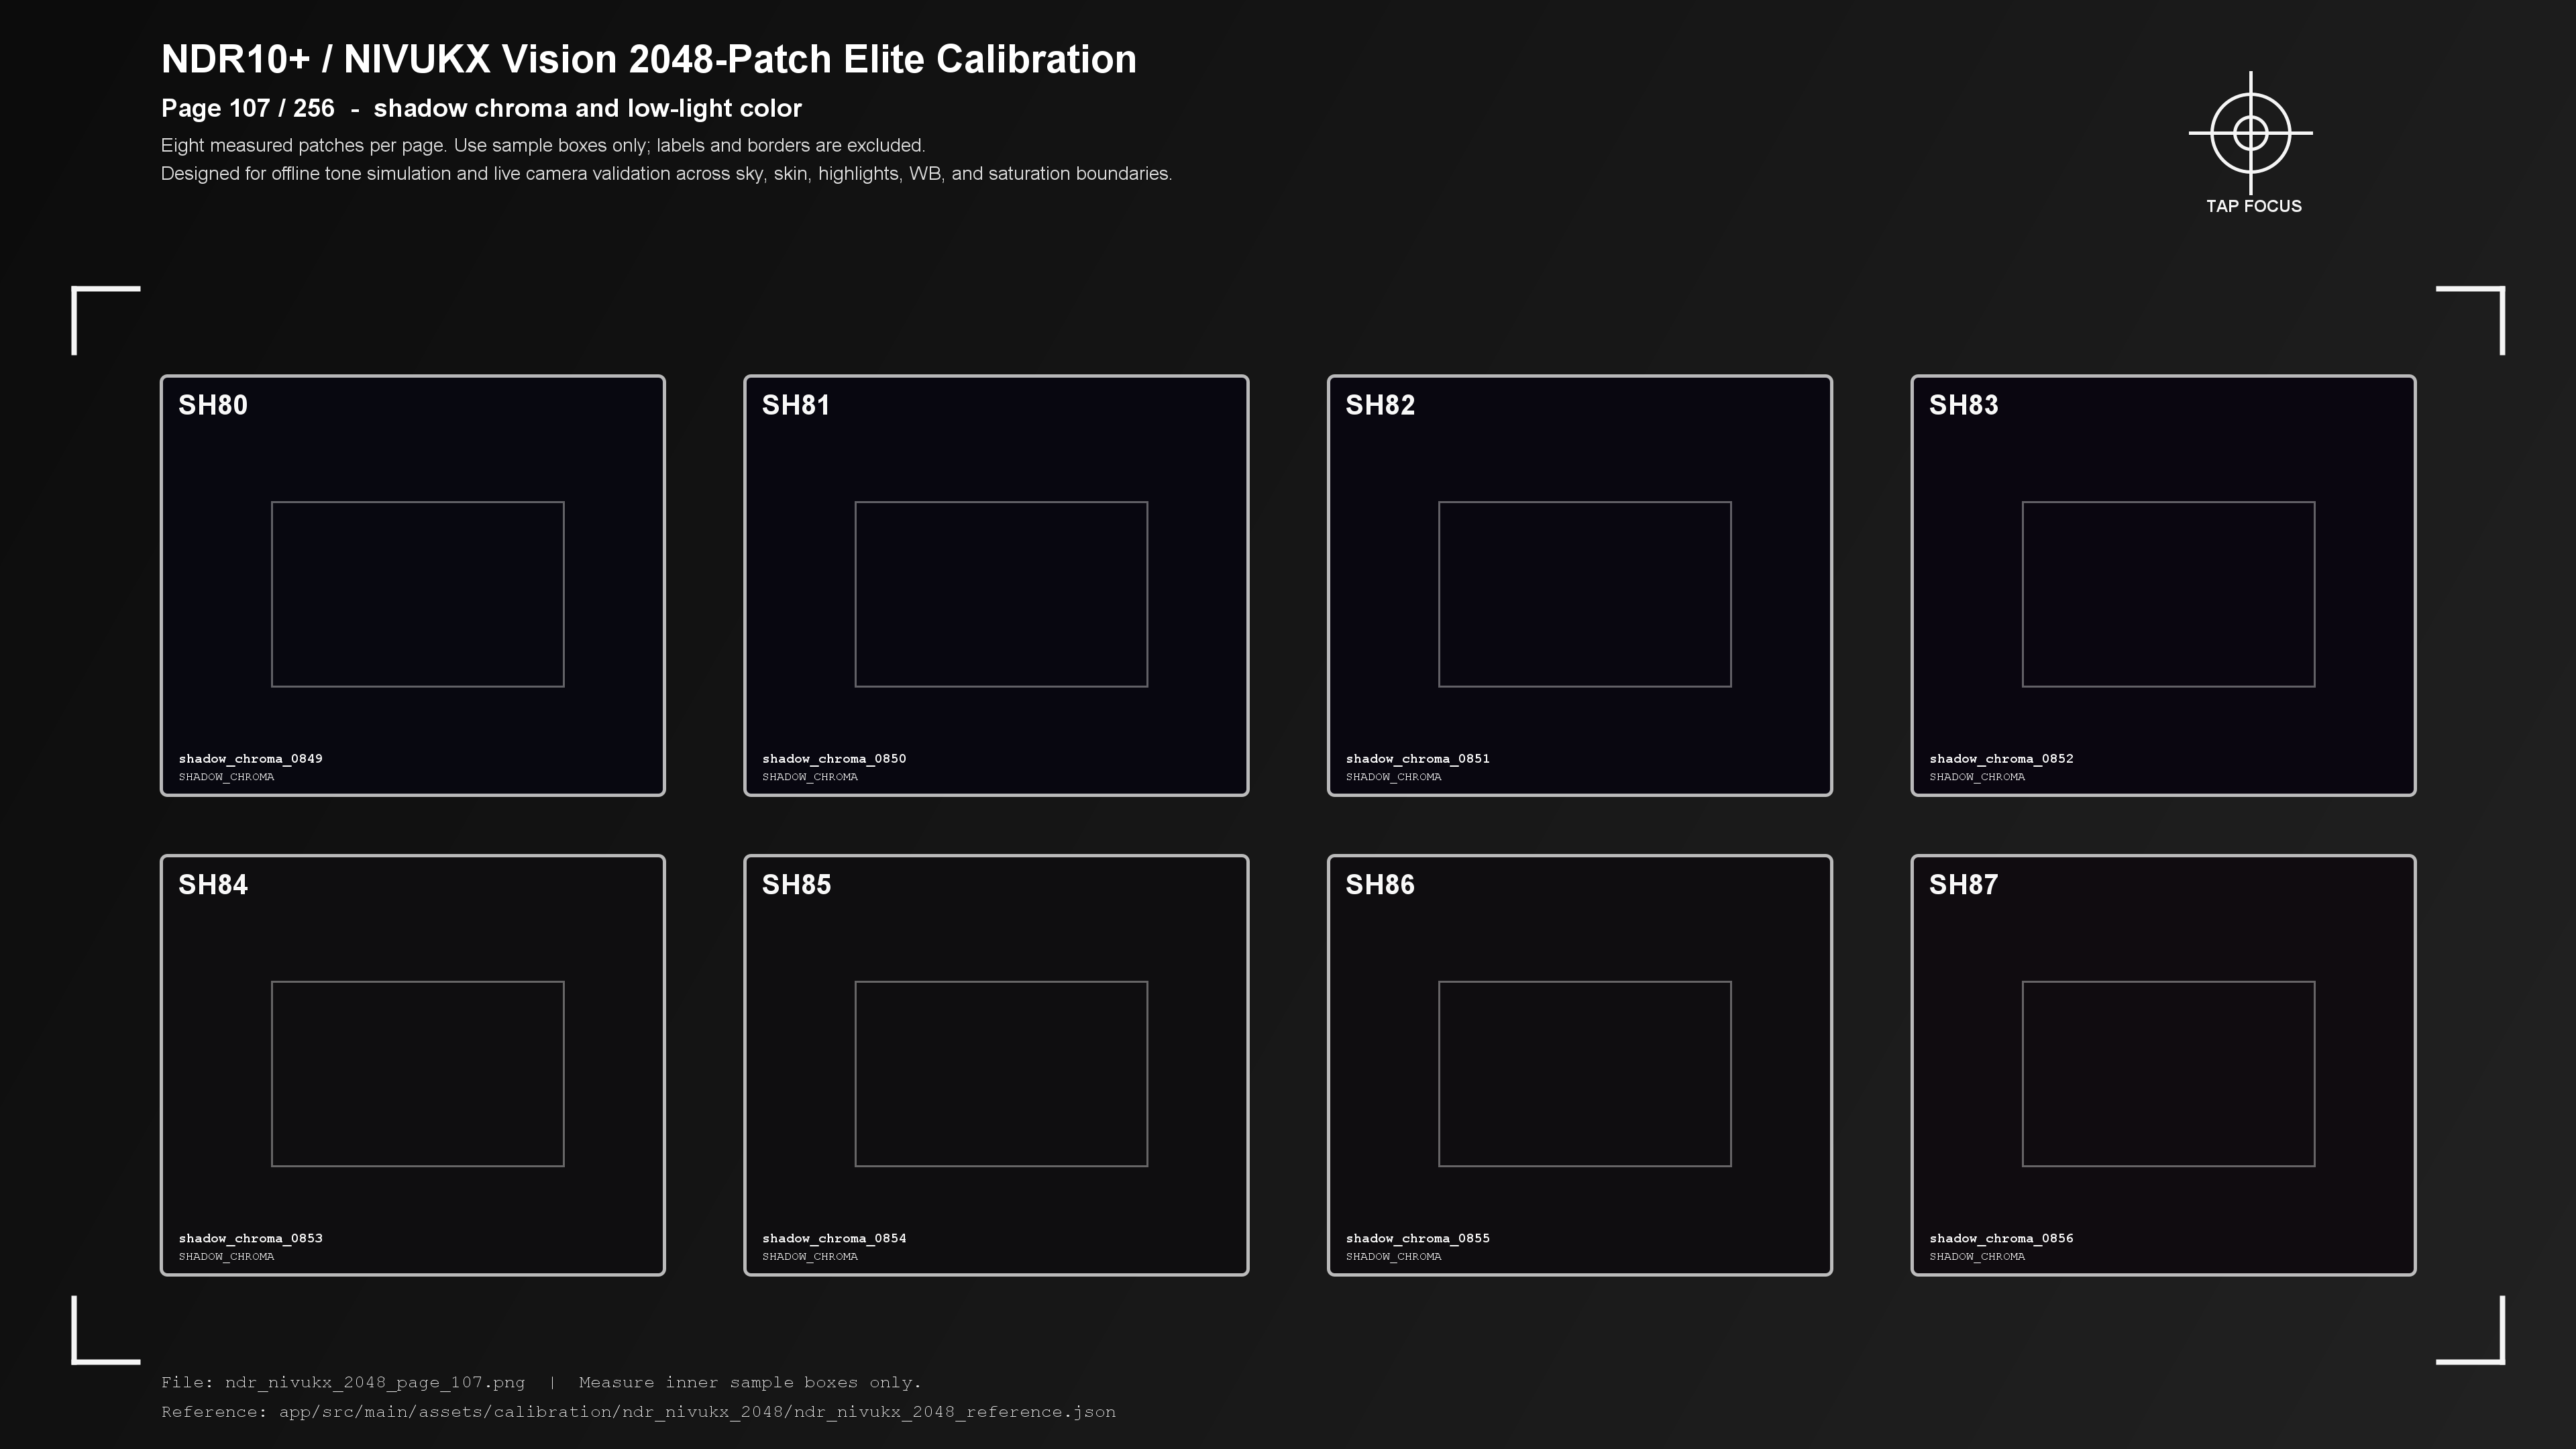 NDR10+ / NIVUKX Vision 2048-Patch Elite Calibration
Page 107 / 256 - shadow chroma and low-light color
Eight measured patches per page. Use sample boxes only; labels and borders are excluded.
Designed for offline tone simulation and live camera validation across sky, skin, highlights, WB, and saturation boundaries.
TAP FOCUS
SH80
shadow_chroma_0849
SHADOW_CHROMA
SH81
shadow_chroma_0850
SHADOW_CHROMA
SH82
shadow_chroma_0851
SHADOW_CHROMA
SH83
shadow_chroma_0852
SHADOW_CHROMA
SH84
shadow_chroma_0853
SHADOW_CHROMA
SH85
shadow_chroma_0854
SHADOW_CHROMA
SH86
shadow_chroma_0855
SHADOW_CHROMA
SH87
shadow_chroma_0856
SHADOW_CHROMA
File: ndr_nivukx_2048_page_107.png | Measure inner sample boxes only.
Reference: app/src/main/assets/calibration/ndr_nivukx_2048/ndr_nivukx_2048_reference.json